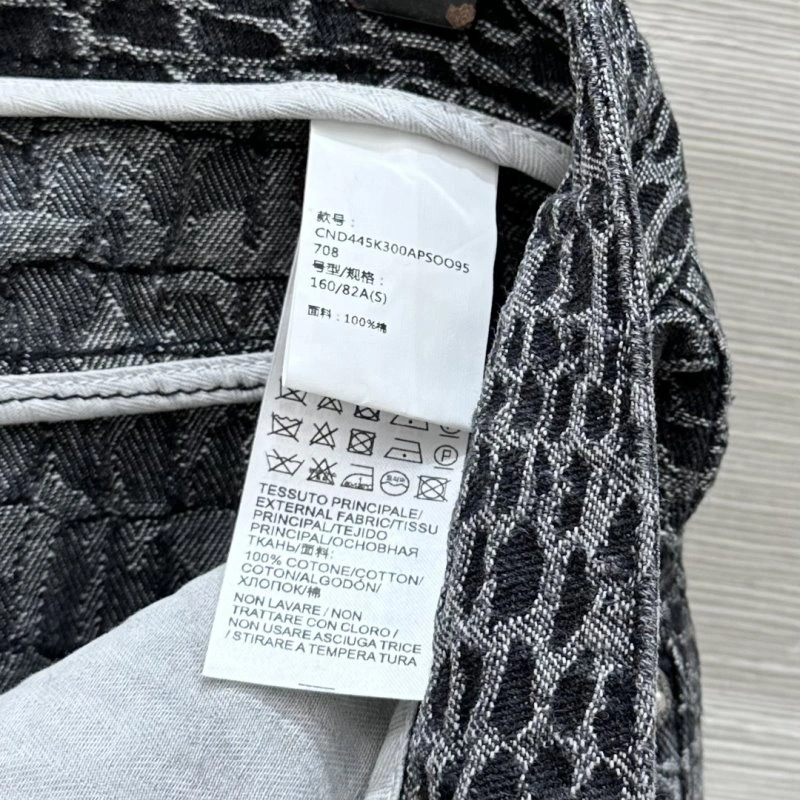 款号：
CND445K300APSOO95
708
号型/规格：
160/82A(S)
面料：100%棉
P
TESSUTO PRINCIPALE/
EXTERNAL FABRIC/TISSU
PRINCIPAL/TEJIDO
PRINCIPAL/ОСНОВНАЯ
ТКАНЬ/面料:
100% COTONE/COTTON/
COTON/ALGODÓN/
ХЛОПОК/棉
NON LAVARE / NON
TRATTARE CON CLORO /
NON USARE ASCIUGA TRICE
/ STIRARE A TEMPERA TURA